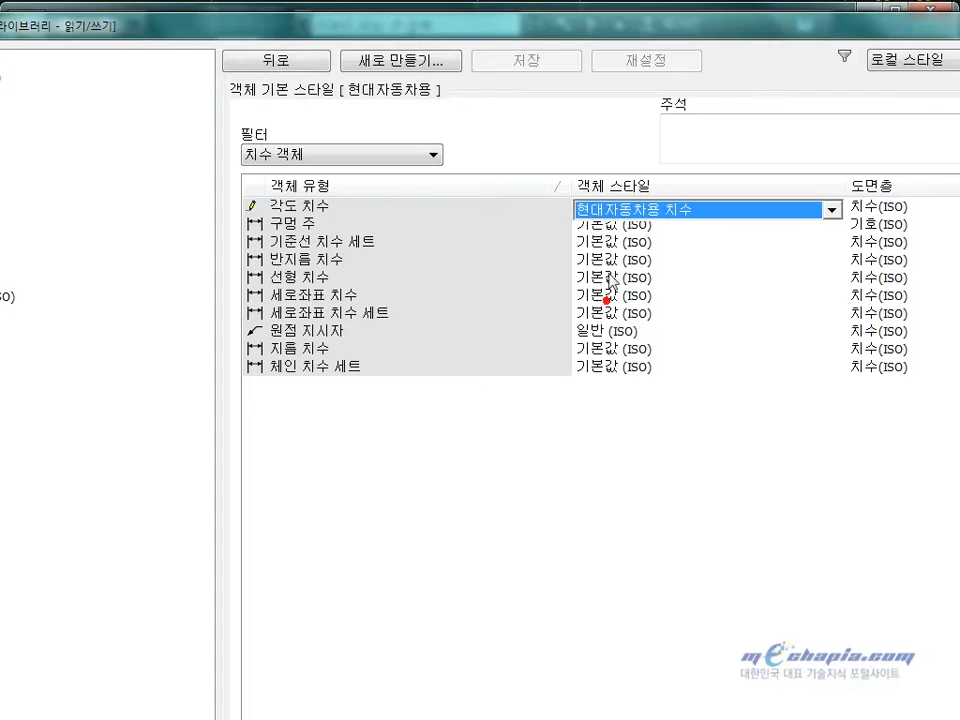 라이브러리 - 읽기/쓰기]
뒤로
새로 만들기...
저장
재설정
로컬 스타일
객체 기본 스타일 [ 현대자동차용 ]
주석
필터
치수 객체
객체 유형 객체 스타일 도면층
각도 치수 현대자동차용 치수 치수(ISO)
구멍 주 기본값 (ISO) 기호(ISO)
기준선 치수 세트 기본값 (ISO) 치수(ISO)
반지름 치수 기본값 (ISO) 치수(ISO)
선형 치수 기본값 (ISO) 치수(ISO)
세로좌표 치수 기본값 (ISO) 치수(ISO)
세로좌표 치수 세트 기본값 (ISO) 치수(ISO)
원점 지시자 일반 (ISO) 치수(ISO)
지름 치수 기본값 (ISO) 치수(ISO)
체인 치수 세트 기본값 (ISO) 치수(ISO)
mechapia.com
대한민국 대표 기술지식 포털사이트